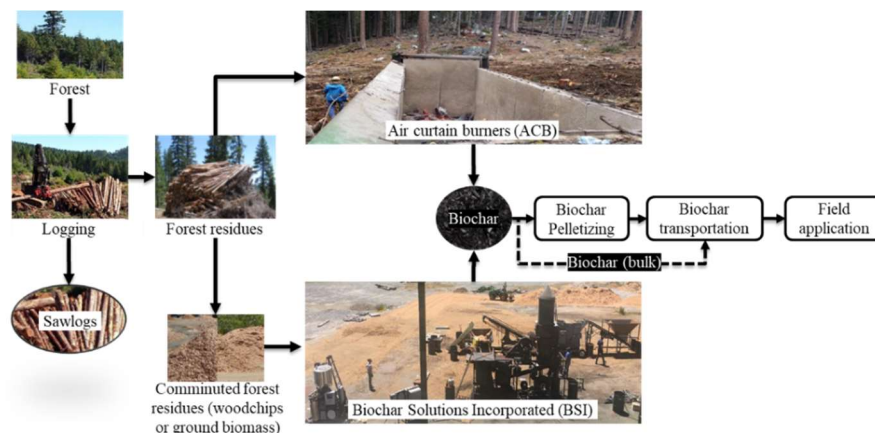 Forest
Air curtain burners (ACB)
Logging
Forest residues
Biochar
Biochar
Pelletizing
Biochar
transportation
Field
application
Biochar (bulk)
Sawlogs
Comminuted forest
residues (woodchips
or ground biomass)
Biochar Solutions Incorporated (BSI)